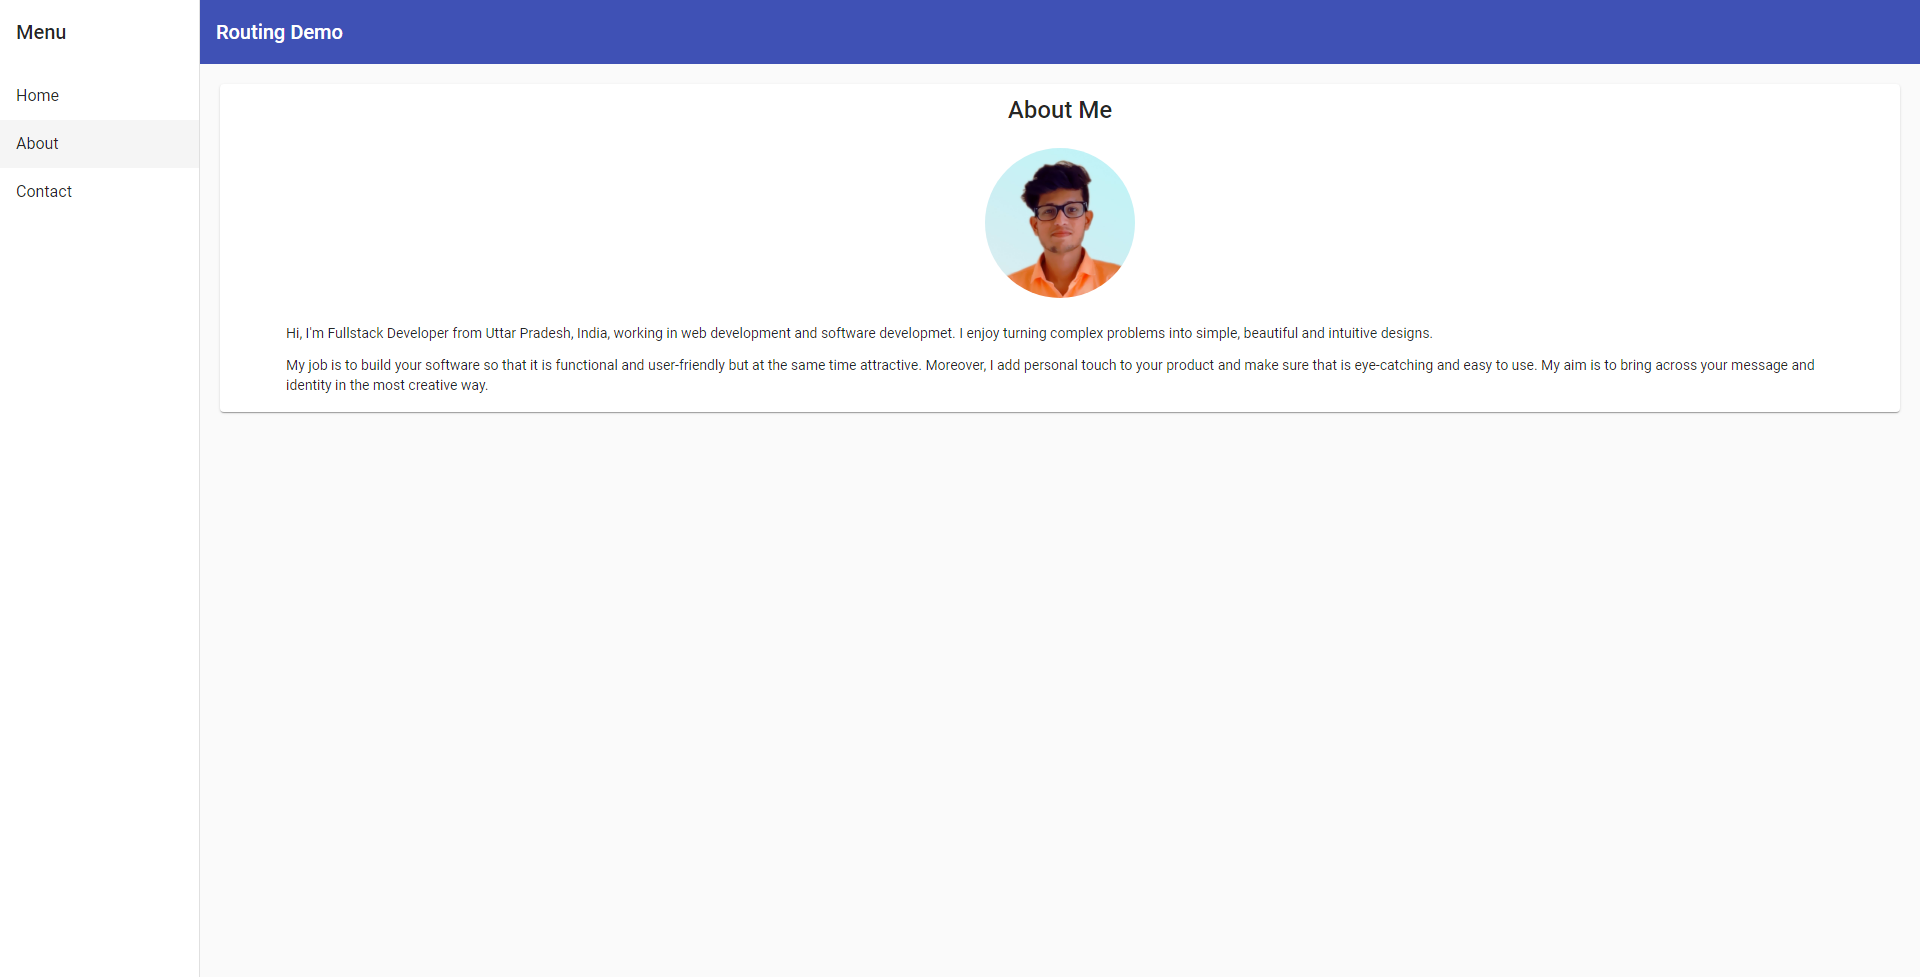 Menu
Routing Demo
Home
About
Contact
About Me
Hi, I'm Fullstack Developer from Uttar Pradesh, India, working in web development and software developmet. I enjoy turning complex problems into simple, beautiful and intuitive designs.
My job is to build your software so that it is functional and user-friendly but at the same time attractive. Moreover, I add personal touch to your product and make sure that is eye-catching and easy to use. My aim is to bring across your message and
identity in the most creative way.